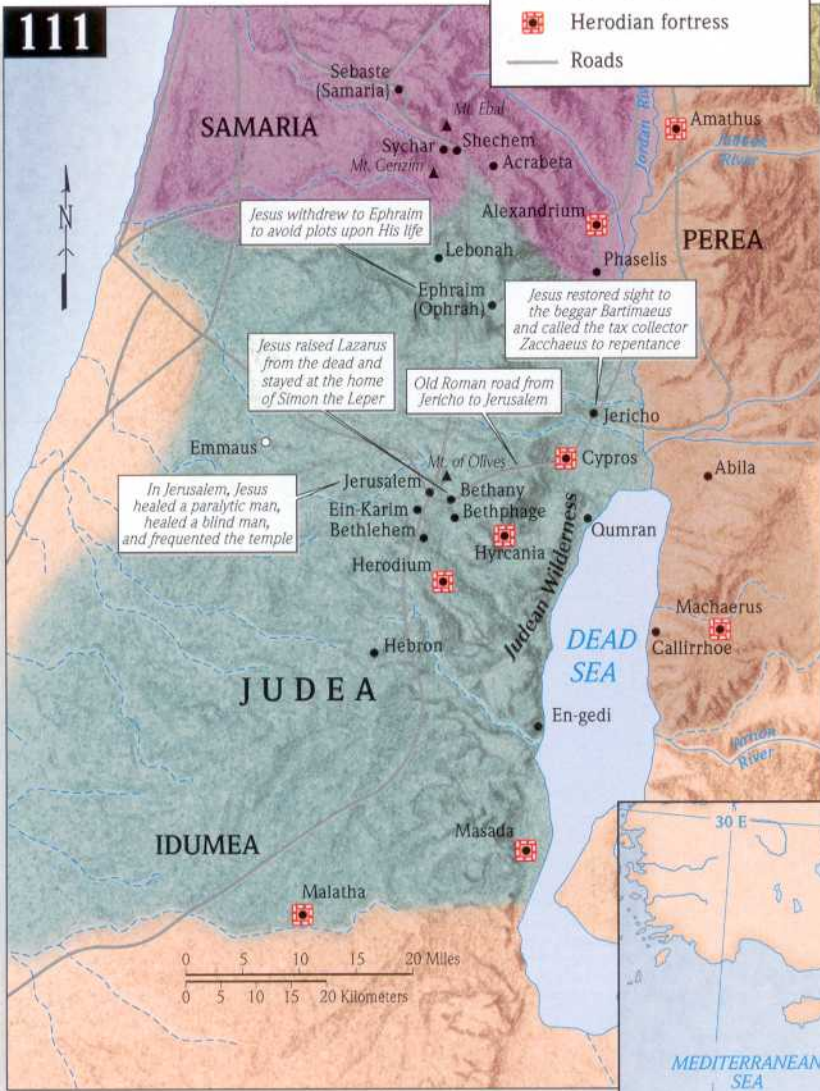 111
Herodian fortress
Roads
Sebaste
(Samaria)
Mt. Ebal
SAMARIA
Sychar
Shechem
Mt. Gerizim
Acrabeta
Amathus
Jordan
River
Alexandrium
PEREA
Jesus withdrew to Ephraim
to avoid plots upon His life
Lebonah
Phaselis
Ephraim
(Ophrah)
Jesus restored sight to
the beggar Bartimaeus
and called the tax collector
Zacchaeus to repentance
Jesus raised Lazarus
from the dead and
stayed at the home
of Simon the Leper
Old Roman road from
Jericho to Jerusalem
Jericho
Emmaus
Mt. of Olives
Cypros
Abila
In Jerusalem, Jesus
healed a paralytic man,
healed a blind man,
and frequented the temple
Jerusalem
Bethany
Ein-Karim
Bethphage
Bethlehem
Qumran
Hyrcania
Herodium
Judean Wilderness
Machaerus
DEAD
SEA
Callirrhoe
Hebron
JUDEA
En-gedi
River
30 E
IDUMEA
Masada
Malatha
0 5 10 15 20 Miles
0 5 10 15 20 Kilometers
N
MEDITERRANEAN
SEA